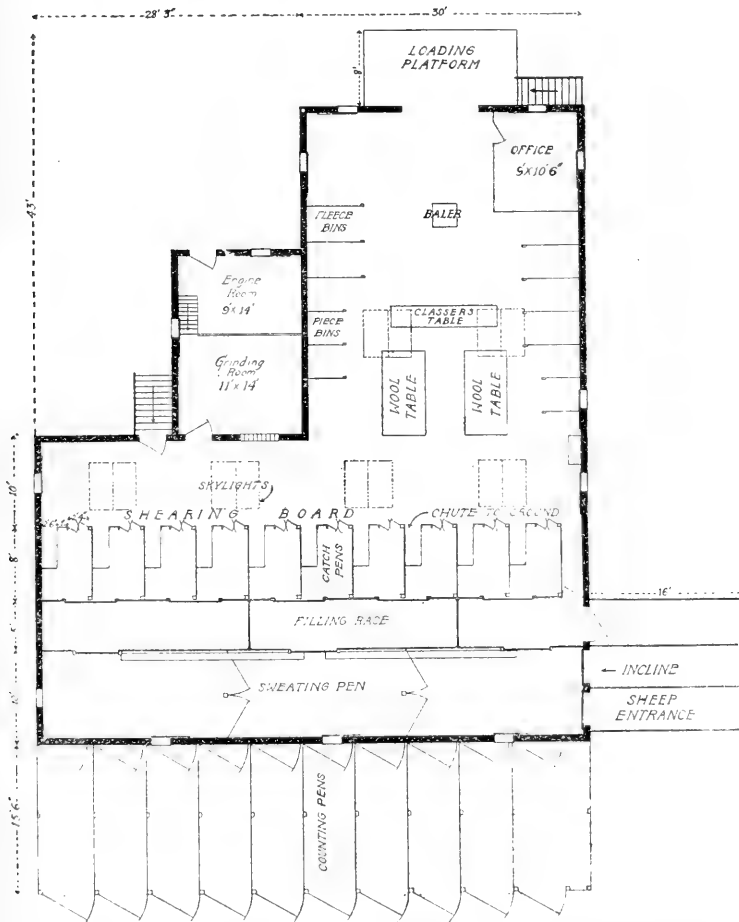 28' 3"
30'
LOADING
PLATFORM
8'
OFFICE
9'X10'6"
43'
FLEECE
BINS
BALER
Engine
Room
9'x14'
CLASSERS
TABLE
PIECE
BINS
Grinding
Room
11'x14'
WOOL
TABLE
WOOL
TABLE
SKYLIGHTS
10'
SHEARING BOARD
CHUTE TO GROUND
8'
CATCH
PENS
16'
FILLING RACE
← INCLINE
SWEATING PEN
SHEEP
ENTRANCE
COUNTING PENS
15'6"